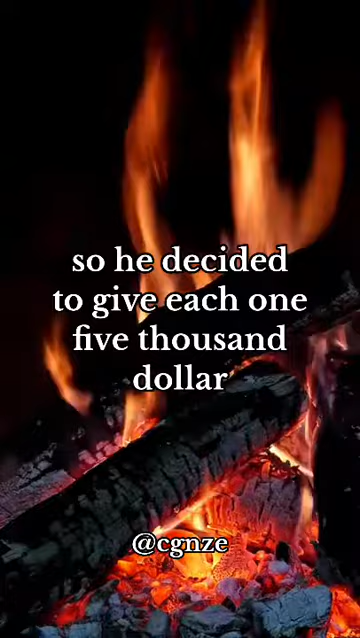 so he decided
to give each one
five thousand
dollar
@cgnze